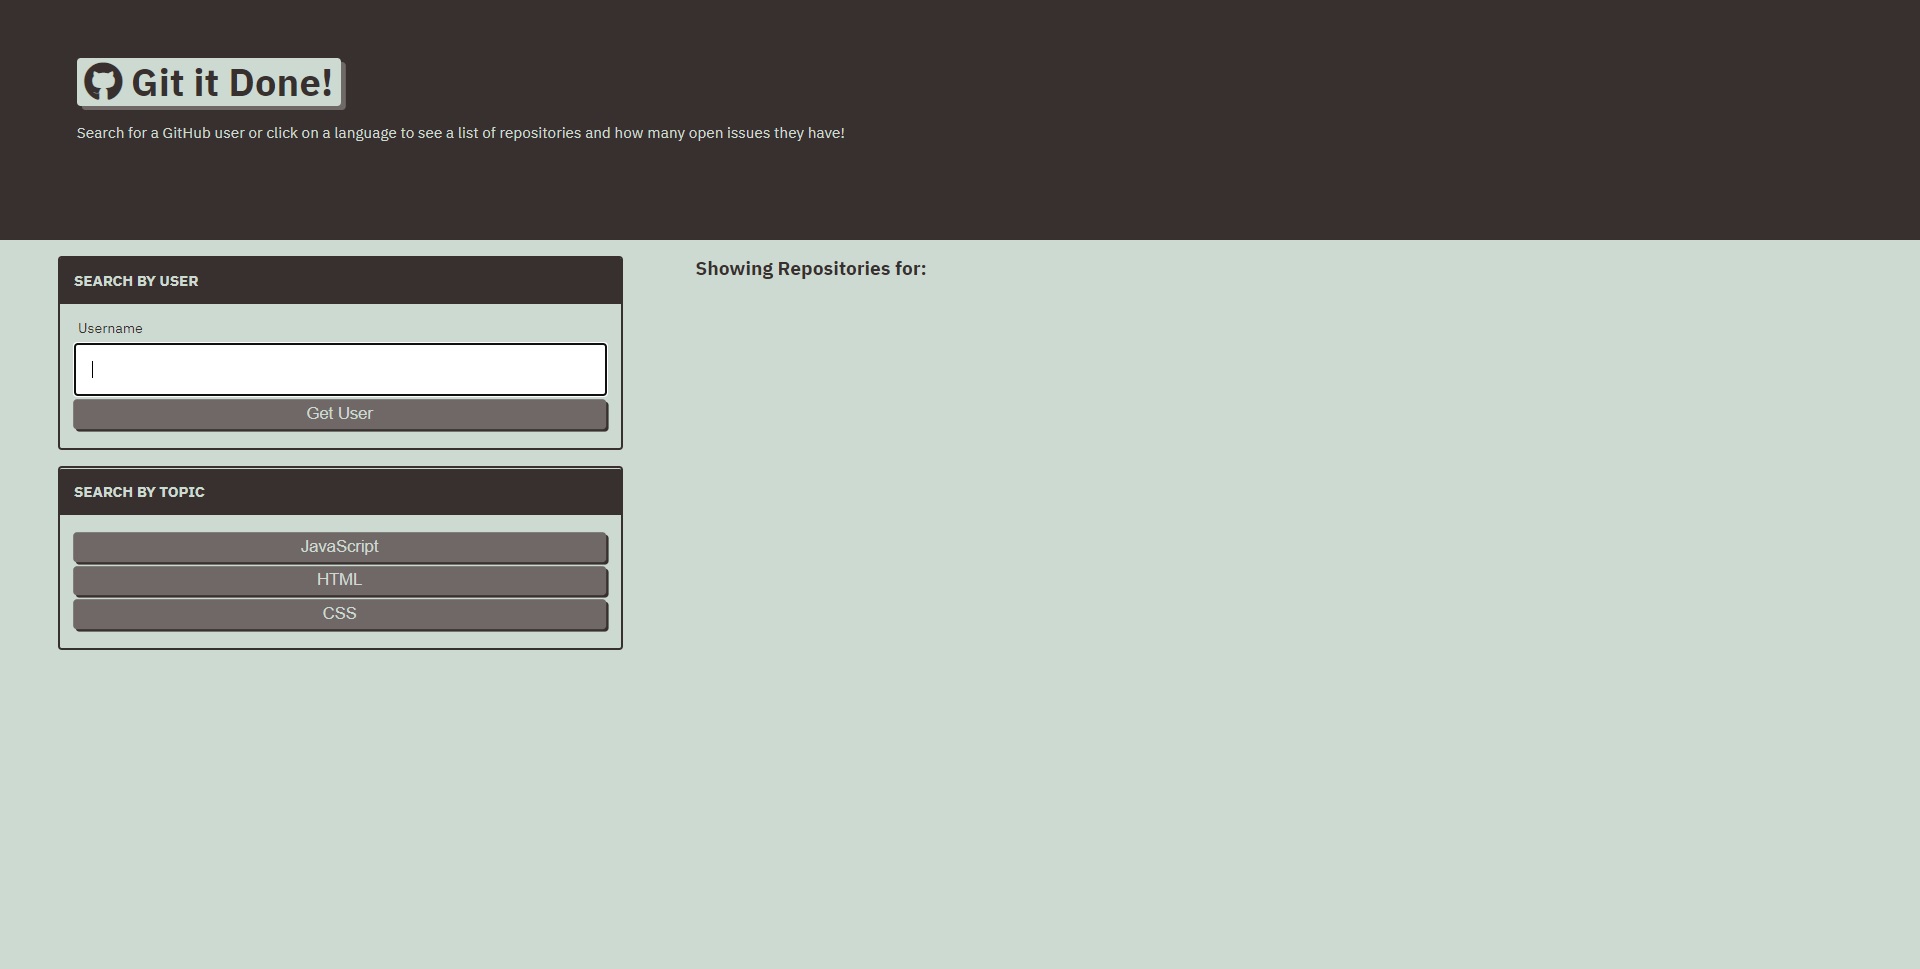 Git it Done!
Search for a GitHub user or click on a language to see a list of repositories and how many open issues they have!
SEARCH BY USER
Username
Get User
SEARCH BY TOPIC
JavaScript
HTML
CSS
Showing Repositories for: